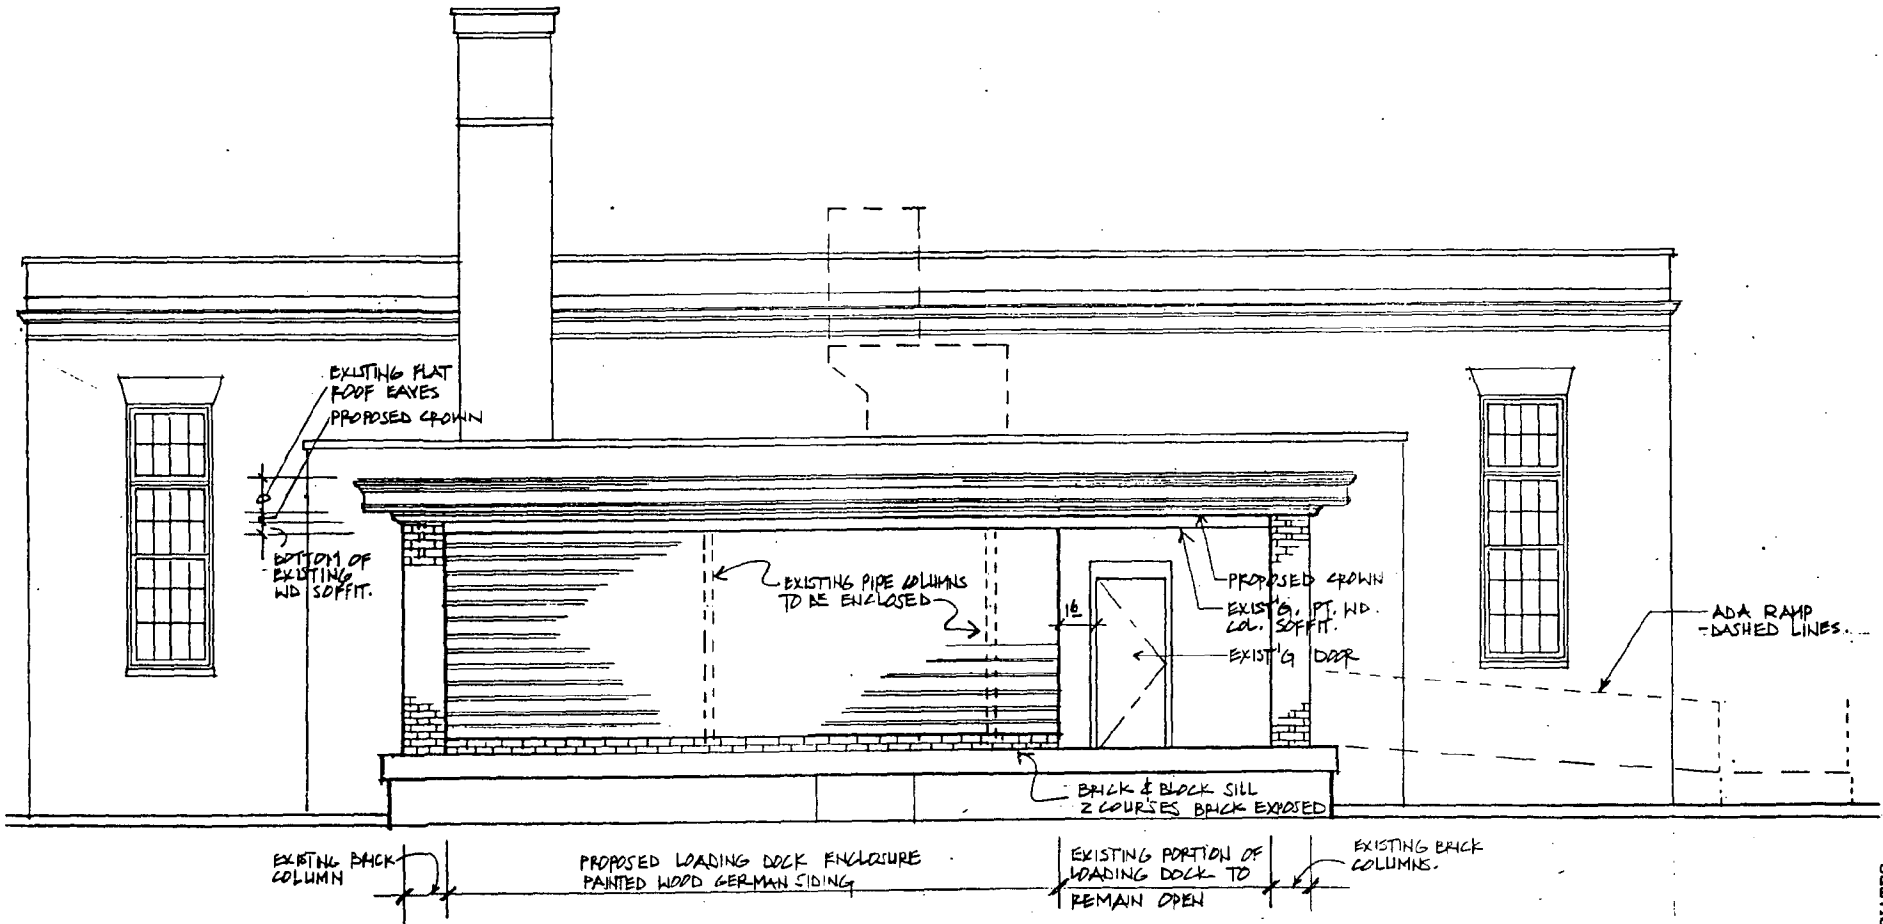 EXISTING FLAT
ROOF EAVES
PROPOSED CROWN
BOTTOM OF
EXISTING
WD SOFFIT.
EXISTING PIPE COLUMNS
TO BE ENCLOSED
16
PROPOSED CROWN
EXIST'G. PT. WD.
COL. SOFFIT.
EXIST'G DOOR
ADA RAMP
-DASHED LINES.
BRICK & BLOCK SILL
2 COURSES BRICK EXPOSED
EXISTNG BRICK
COLUMN
PROPOSED LOADING DOCK ENCLOSURE
PAINTED WOOD GERMAN SIDING
EXISTING PORTION OF
LOADING DOCK TO
REMAIN OPEN
EXISTING BRICK
COLUMNS.